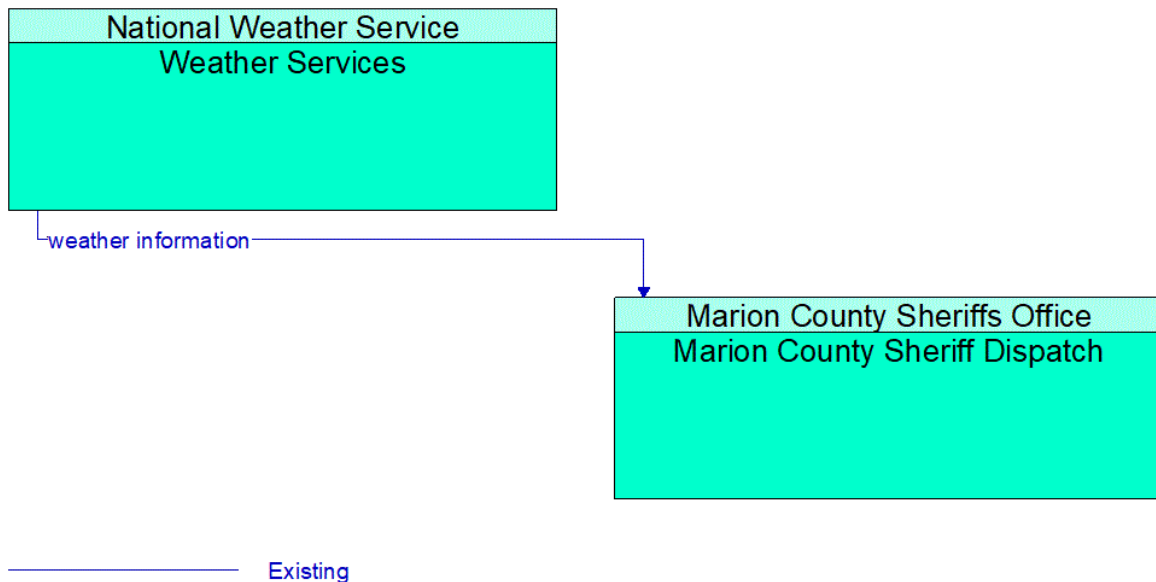 National Weather Service
Weather Services
weather information
Marion County Sheriffs Office
Marion County Sheriff Dispatch
Existing